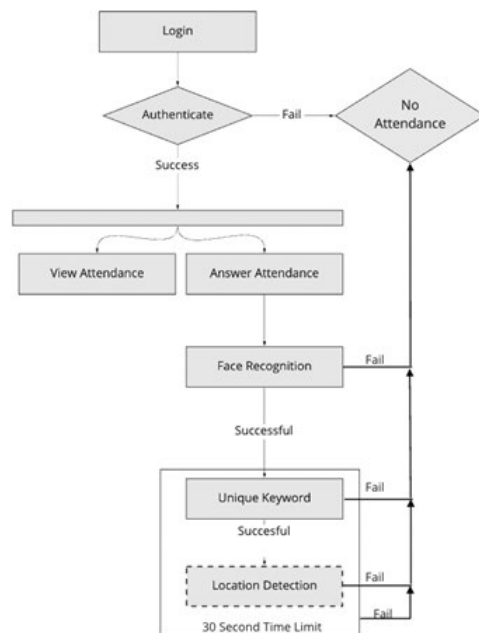 Login
Authenticate
Fail
No
Attendance
Success
View Attendance
Answer Attendance
Face Recognition
Fail
Successful
Unique Keyword
Fail
Succesful
Location Detection
Fail
Fail
30 Second Time Limit